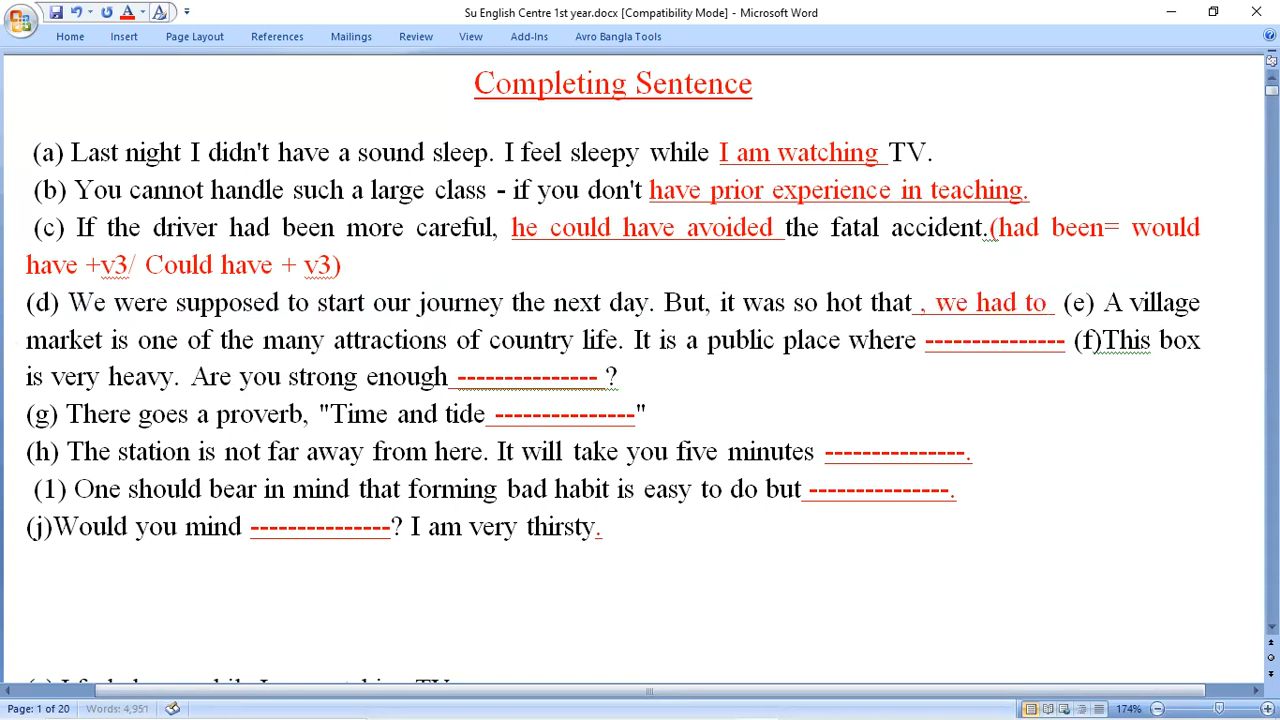 Su English Centre 1st year.docx [Compatibility Mode] - Microsoft Word
Home Insert Page Layout References Mailings Review View Add-Ins Avro Bangla Tools
Completing Sentence
(a) Last night I didn't have a sound sleep. I feel sleepy while I am watching TV.
(b) You cannot handle such a large class - if you don't have prior experience in teaching.
(c) If the driver had been more careful, he could have avoided the fatal accident.(had been= would
have +v3/ Could have + v3)
(d) We were supposed to start our journey the next day. But, it was so hot that , we had to (e) A village
market is one of the many attractions of country life. It is a public place where --------------- (f)This box
is very heavy. Are you strong enough --------------- ?
(g) There goes a proverb, "Time and tide ---------------"
(h) The station is not far away from here. It will take you five minutes ---------------.
(1) One should bear in mind that forming bad habit is easy to do but ---------------.
(j)Would you mind ---------------? I am very thirsty.
Page: 1 of 20 Words: 4,951 174%